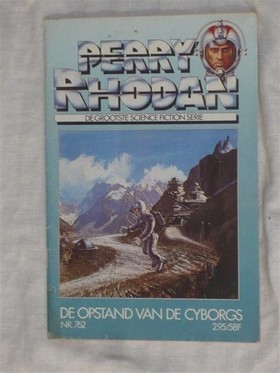 PERRY
RHODAN
DE GROOTSTE SCIENCE FICTION SERIE
DE OPSTAND VAN DE CYBORGS
NR. 762
2.95/58F